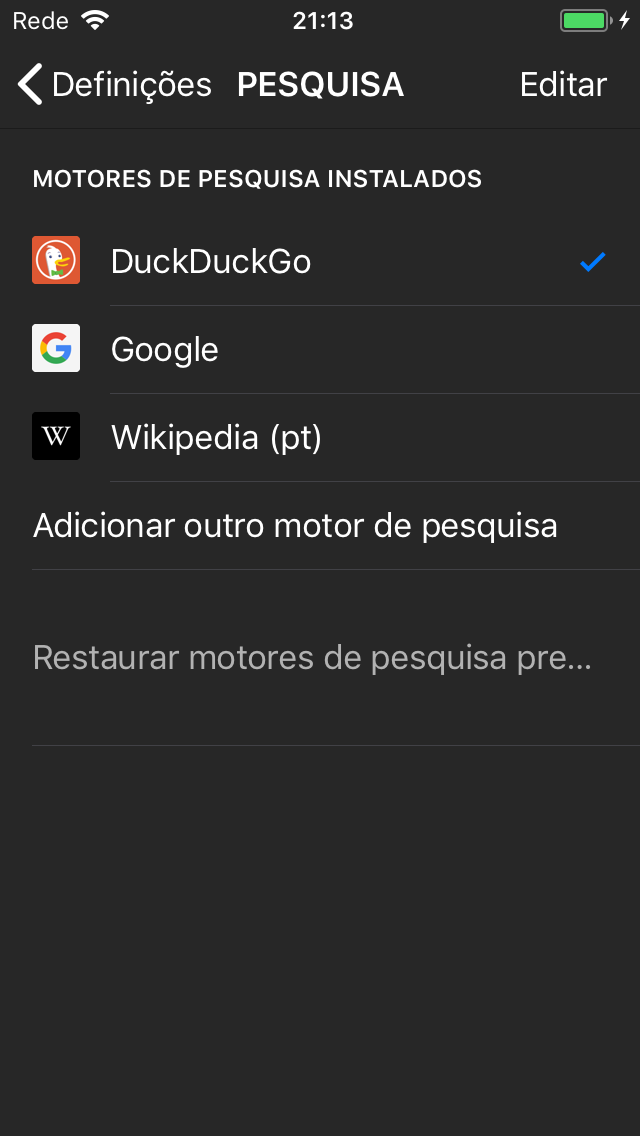 Rede
21:13
Definições
PESQUISA
Editar
MOTORES DE PESQUISA INSTALADOS
DuckDuckGo
Google
W
Wikipedia (pt)
Adicionar outro motor de pesquisa
Restaurar motores de pesquisa pre...